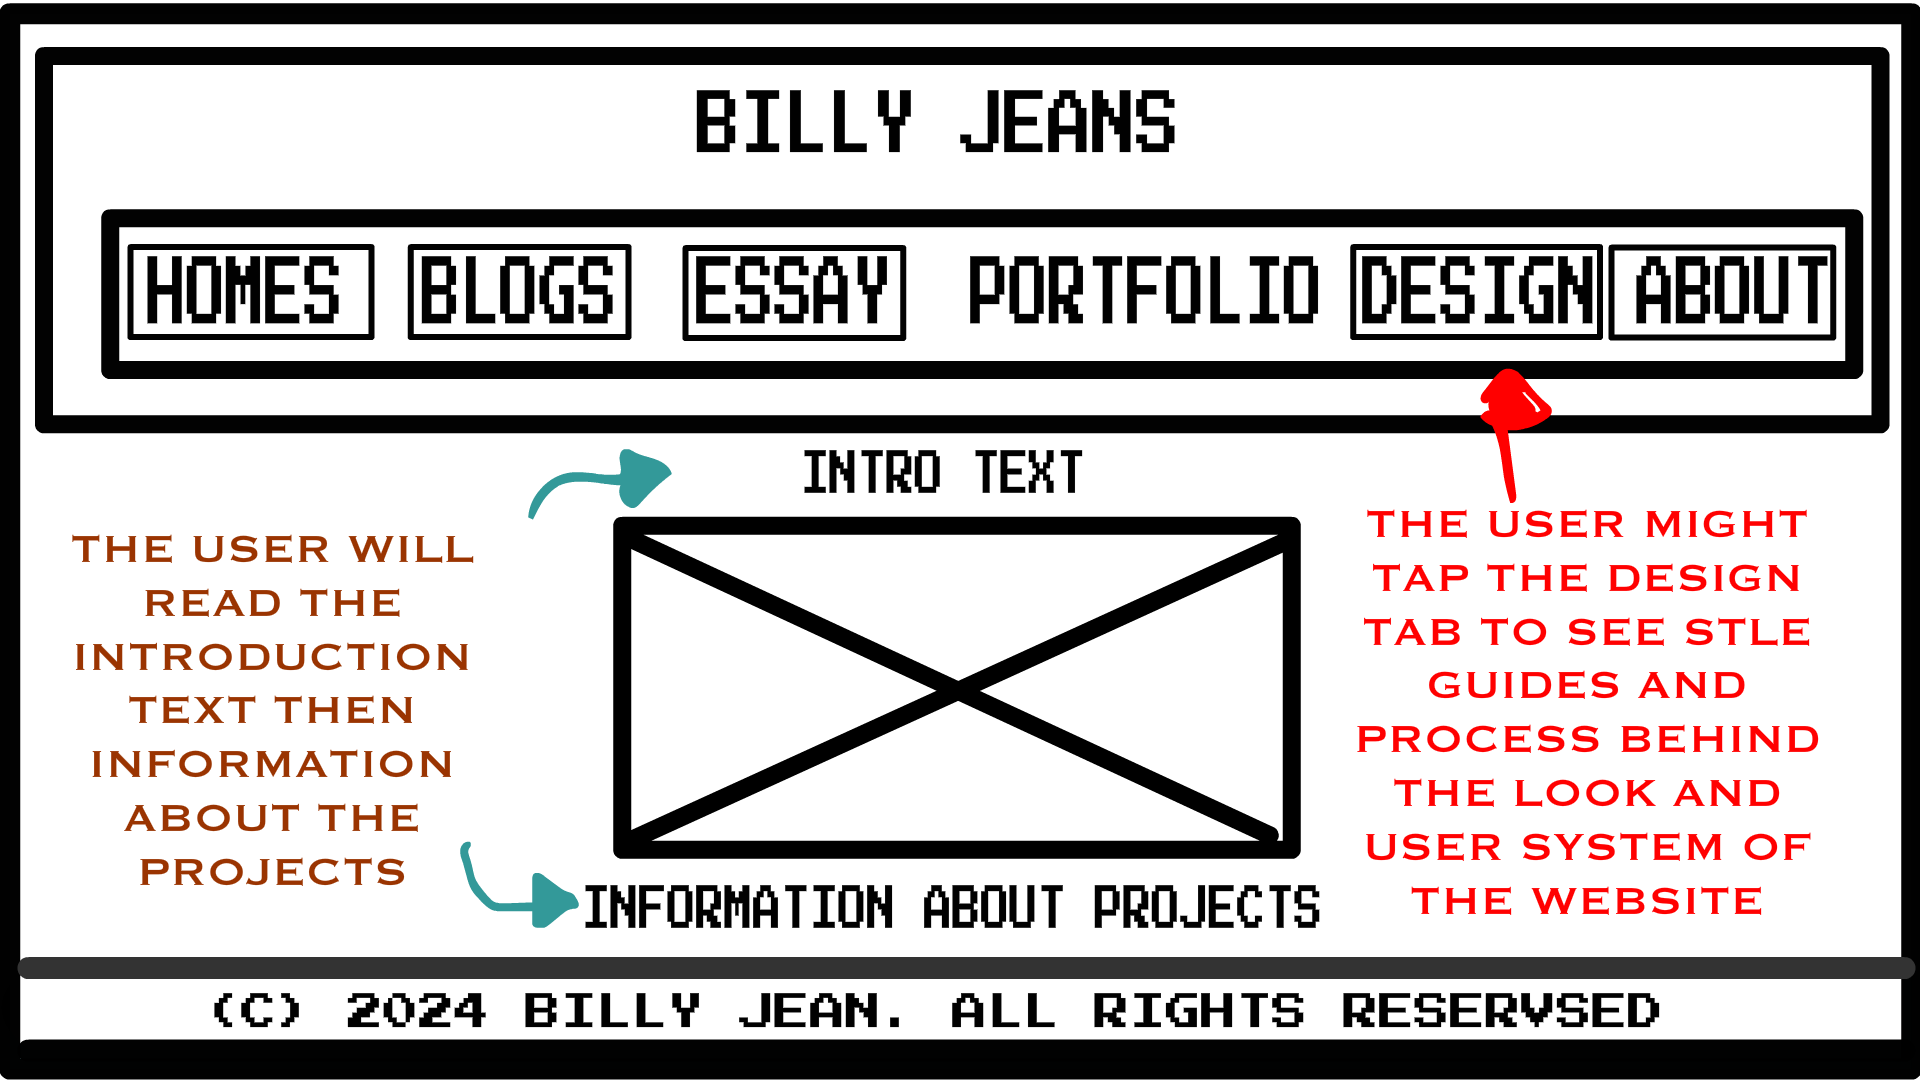 BILLY JEANS
HOMES BLOGS ESSAY PORTFOLIO DESIGN ABOUT
INTRO TEXT
THE USER WILL
READ THE
INTRODUCTION
TEXT THEN
INFORMATION
ABOUT THE
PROJECTS
THE USER MIGHT
TAP THE DESIGN
TAB TO SEE STLE
GUIDES AND
PROCESS BEHIND
THE LOOK AND
USER SYSTEM OF
THE WEBSITE
INFORMATION ABOUT PROJECTS
(C) 2024 BILLY JEAN. ALL RIGHTS RESERVSED